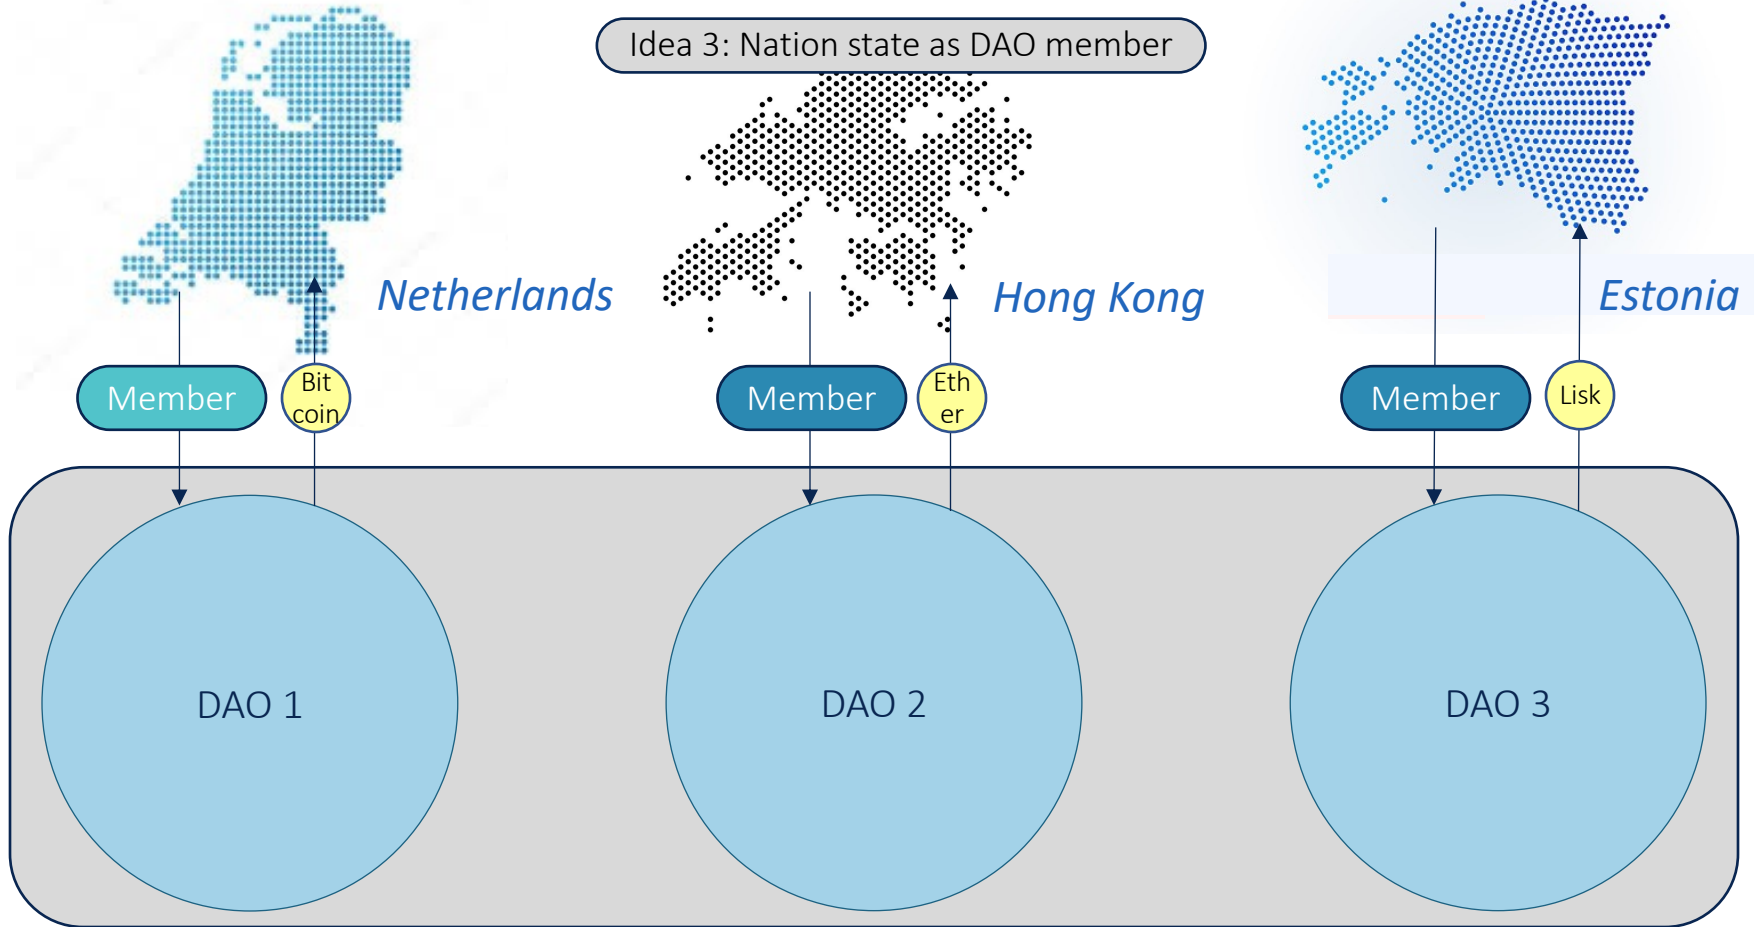 Idea 3: Nation state as DAO member
Netherlands
Hong Kong
Estonia
Member
Bit
coin
Member
Eth
er
Member
Lisk
DAO 1
DAO 2
DAO 3